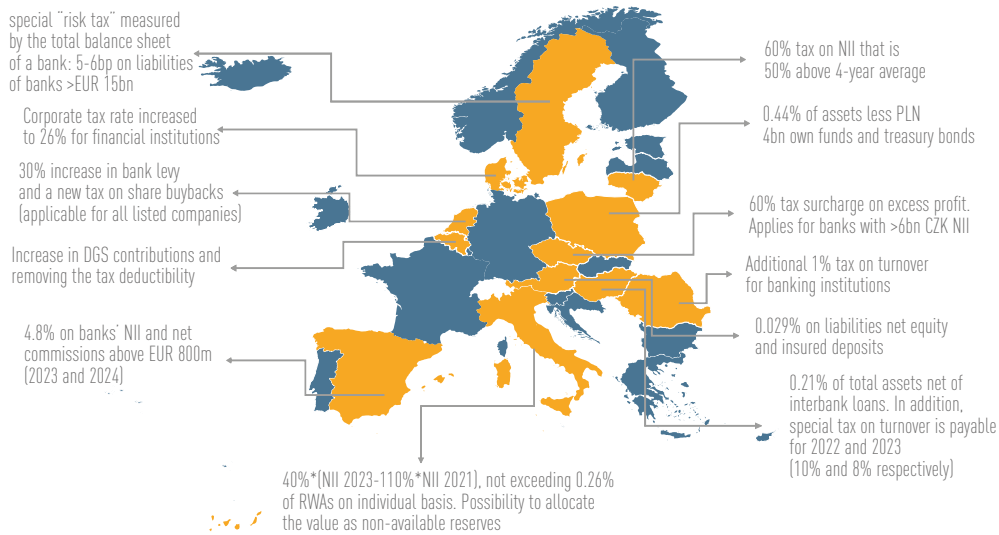 special ¨risk tax¨ measured
by the total balance sheet
of a bank: 5-6bp on liabilities
of banks >EUR 15bn
Corporate tax rate increased
to 26% for financial institutions
30% increase in bank levy
and a new tax on share buybacks
(applicable for all listed companies)
Increase in DGS contributions and
removing the tax deductibility
4.8% on banks' NII and net
commissions above EUR 800m
(2023 and 2024)
60% tax on NII that is
50% above 4-year average
0.44% of assets less PLN
4bn own funds and treasury bonds
60% tax surcharge on excess profit.
Applies for banks with >6bn CZK NII
Additional 1% tax on turnover
for banking institutions
0.029% on liabilities net equity
and insured deposits
0.21% of total assets net of
interbank loans. In addition,
special tax on turnover is payable
for 2022 and 2023
(10% and 8% respectively)
40%*(NII 2023-110%*NII 2021), not exceeding 0.26%
of RWAs on individual basis. Possibility to allocate
the value as non-available reserves